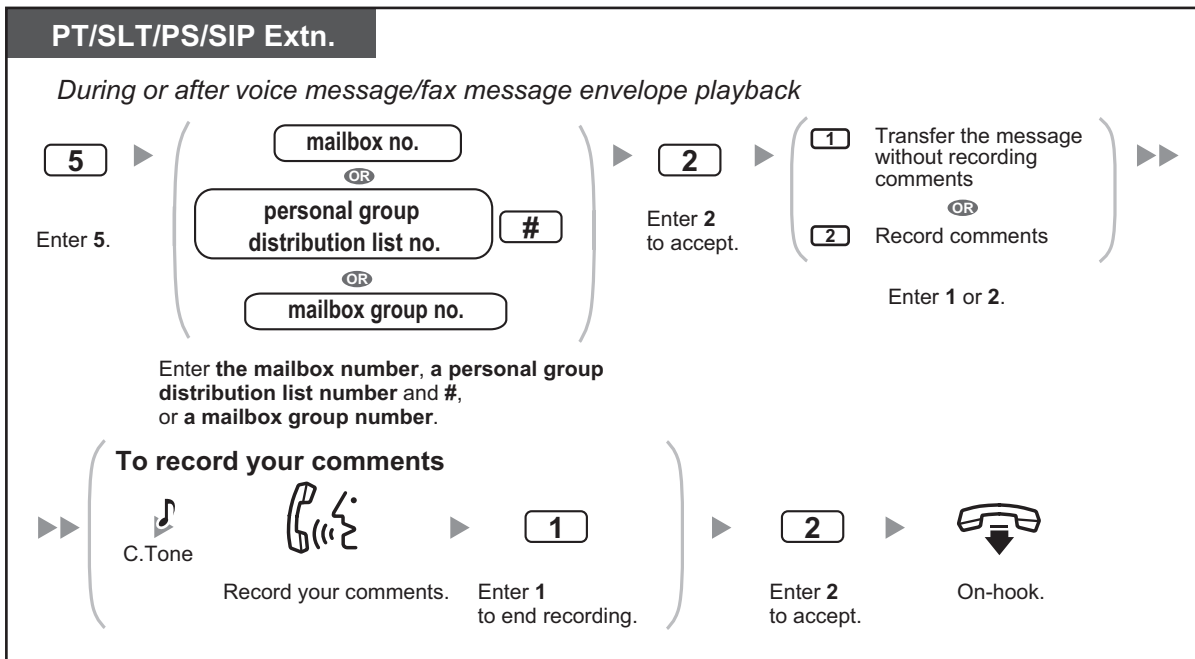 PT/SLT/PS/SIP Extn.
During or after voice message/fax message envelope playback
5
Enter 5.
mailbox no.
OR
personal group
distribution list no.
#
OR
mailbox group no.
Enter the mailbox number, a personal group
distribution list number and #,
or a mailbox group number.
2
Enter 2
to accept.
1 Transfer the message
without recording
comments
OR
2 Record comments
Enter 1 or 2.
To record your comments
C.Tone
Record your comments.
1
Enter 1
to end recording.
2
Enter 2
to accept.
On-hook.